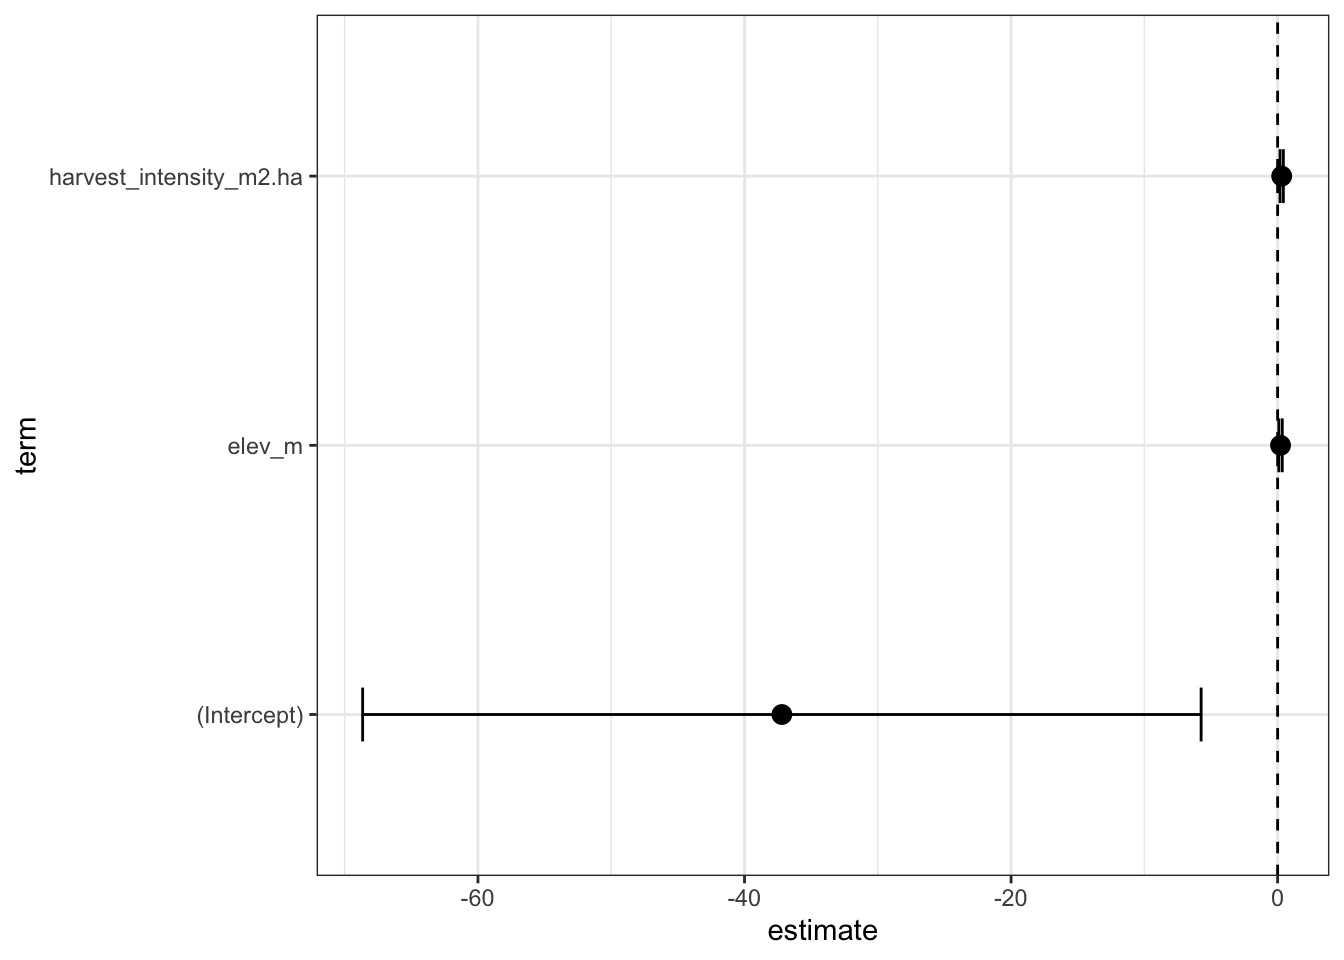 harvest_intensity_m2.ha
elev_m
(Intercept)
term
-60 -40 -20 0
estimate